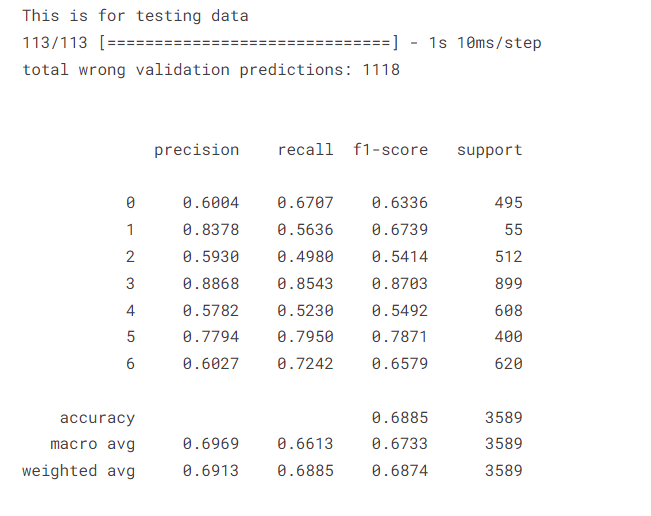 This is for testing data
113/113 [==============================] - 1s 10ms/step
total wrong validation predictions: 1118
precision recall f1-score support
0 0.6004 0.6707 0.6336 495
1 0.8378 0.5636 0.6739 55
2 0.5930 0.4980 0.5414 512
3 0.8868 0.8543 0.8703 899
4 0.5782 0.5230 0.5492 608
5 0.7794 0.7950 0.7871 400
6 0.6027 0.7242 0.6579 620
accuracy 0.6885 3589
macro avg 0.6969 0.6613 0.6733 3589
weighted avg 0.6913 0.6885 0.6874 3589